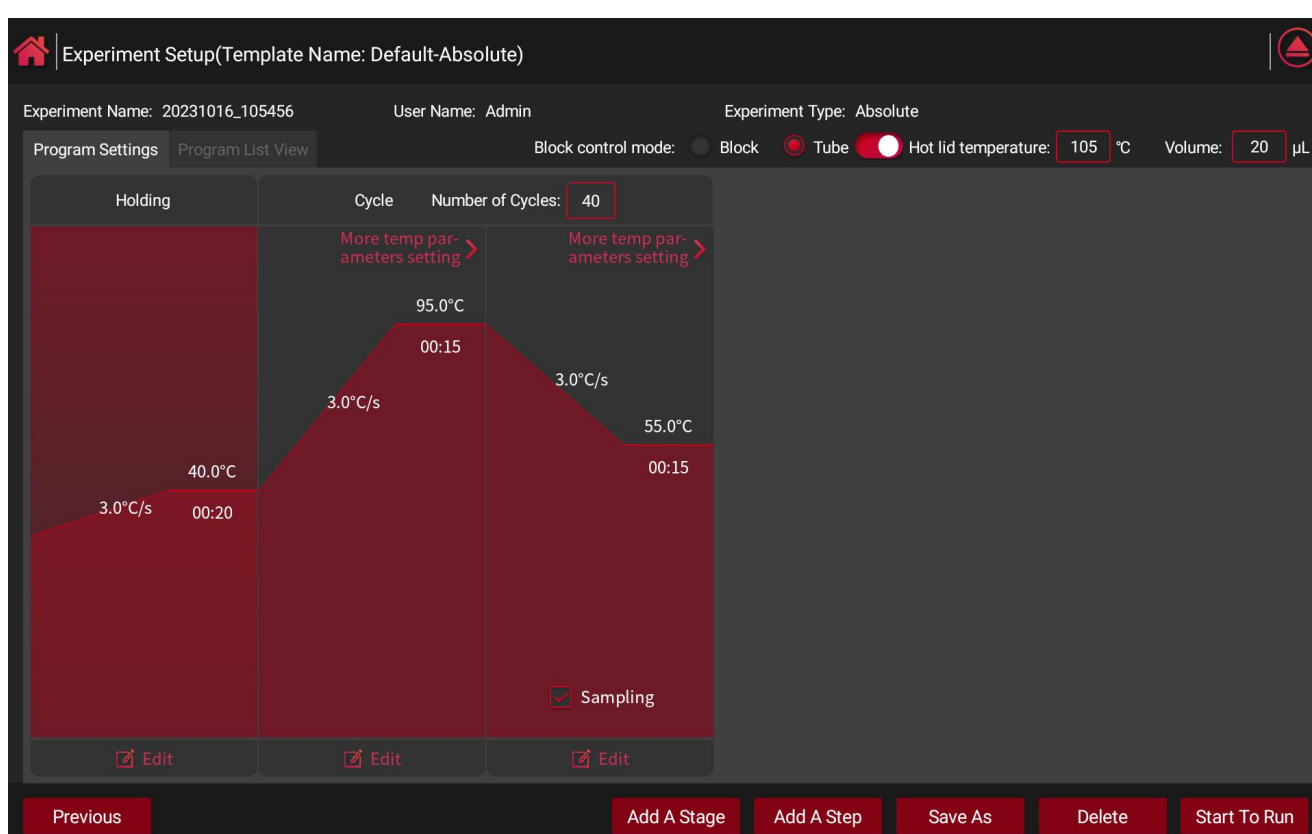 Experiment Setup(Template Name: Default-Absolute)
Experiment Name: 20231016_105456 User Name: Admin Experiment Type: Absolute
Program Settings Program List View Block control mode: Block Tube Hot lid temperature: 105 ℃ Volume: 20 µL
Holding Cycle Number of Cycles: 40
More temp par-
ameters setting
More temp par-
ameters setting
95.0°C
00:15
3.0°C/s
3.0°C/s
55.0°C
00:15
40.0°C
3.0°C/s
00:20
Sampling
Edit Edit Edit
Previous Add A Stage Add A Step Save As Delete Start To Run